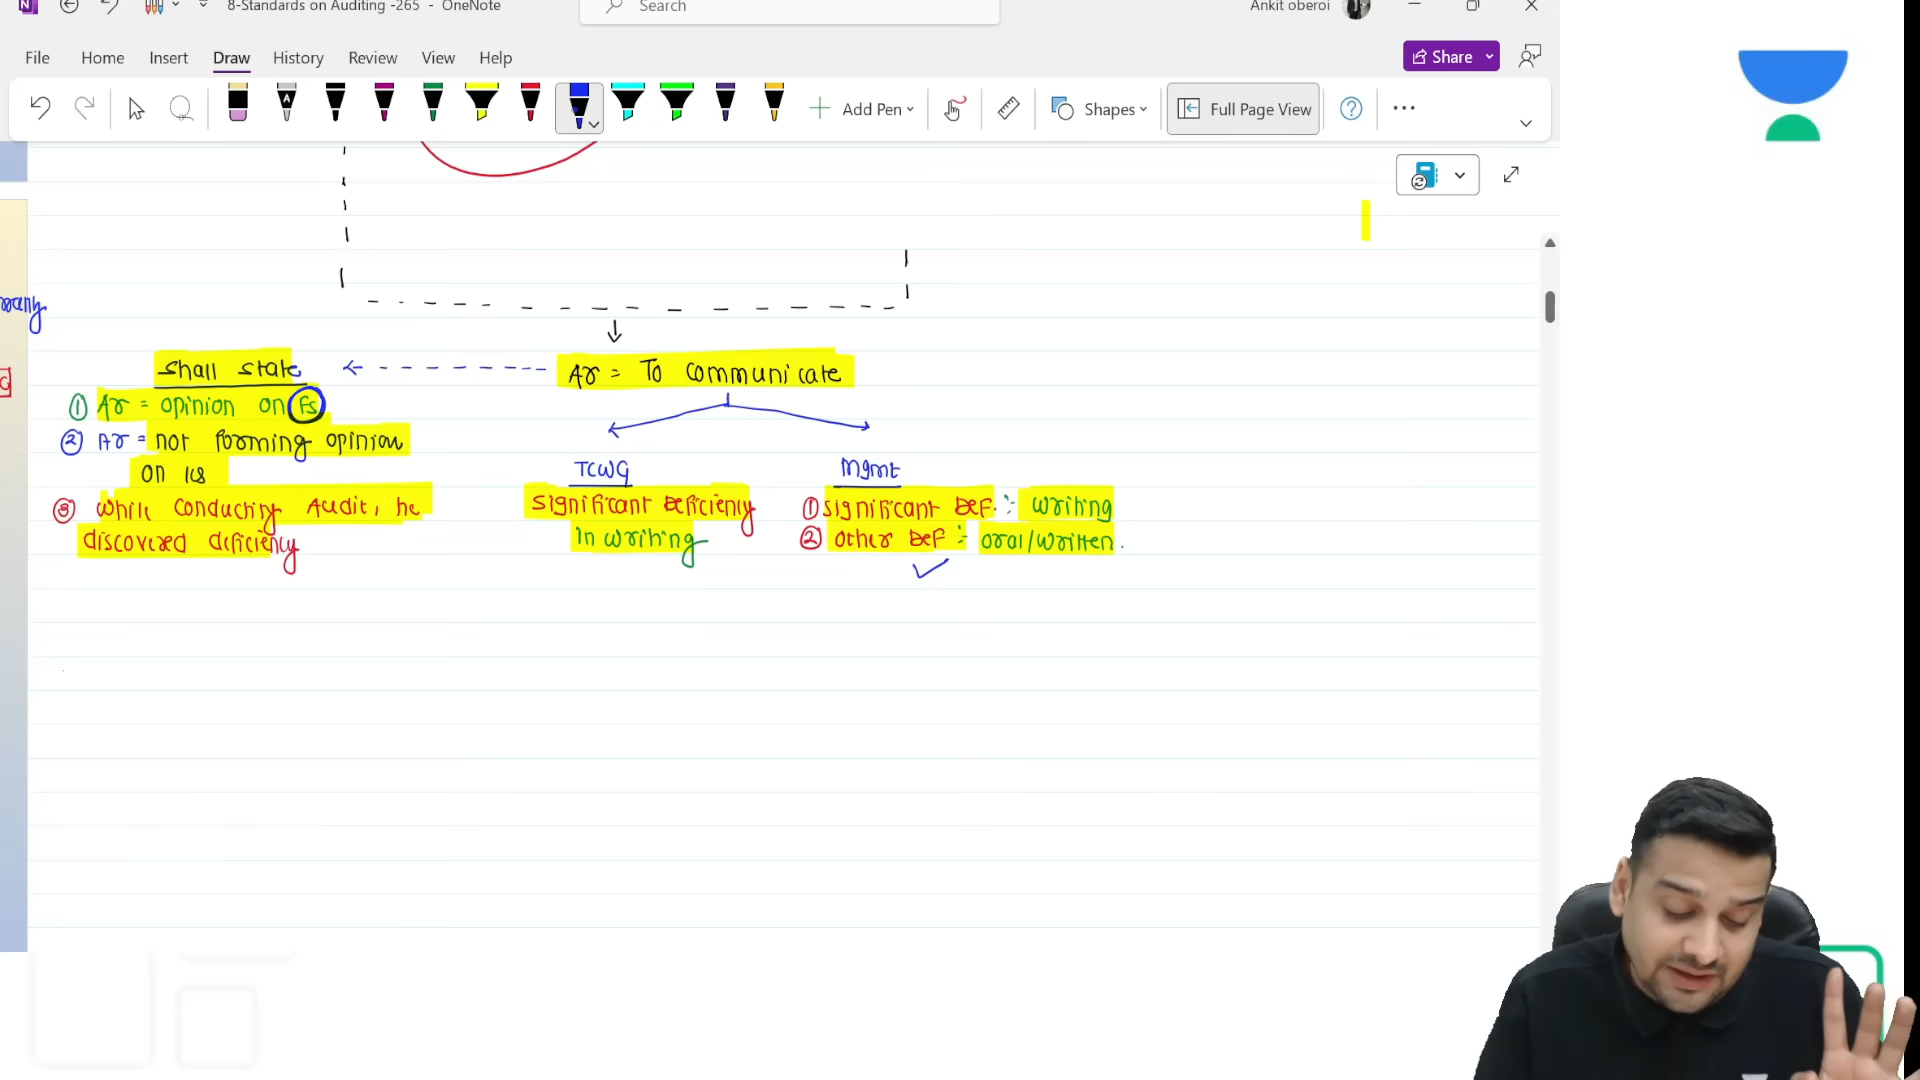 8-Standards on Auditing -265 - OneNote
Search
Ankit oberoi
File Home Insert Draw History Review View Help
Share
Add Pen
Shapes
Full Page View
Shall state
Ar = To communicate
① Ar = opinion on Fs
② Ar = not forming opinion
on ICS
TCWG
Mgmt
③ while conducting Audit, he
discovered deficiency
Significant Deficiency
In writing
① Significant DEF :- writing
② Other DEF :- oral/written.